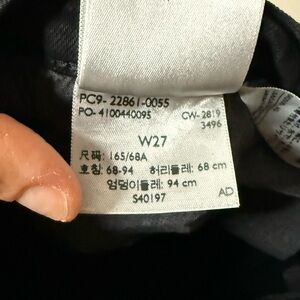 PC9- 22861-0055
PO- 4100440095 CW-2819
3496
W27
尺码: 165/68A
호칭: 68-94 허리둘레: 68 cm
엉덩이둘레: 94 cm
S40197 AD